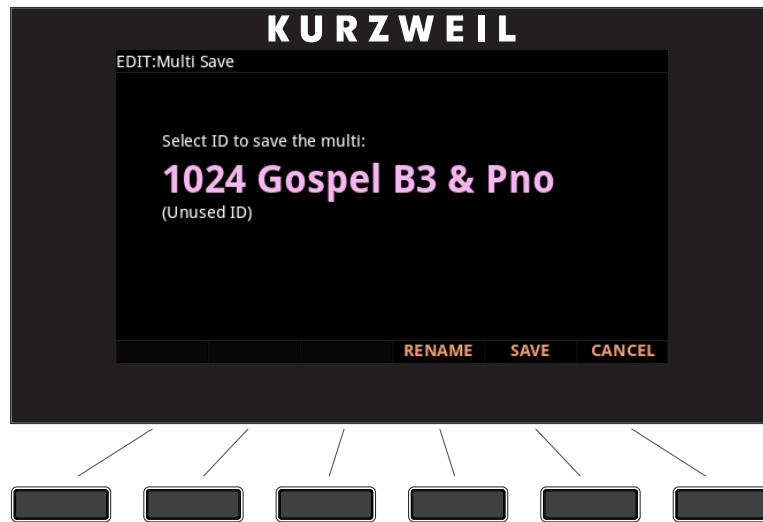 KURZWEIL
EDIT:Multi Save
Select ID to save the multi:
1024 Gospel B3 & Pno
(Unused ID)
RENAME SAVE CANCEL